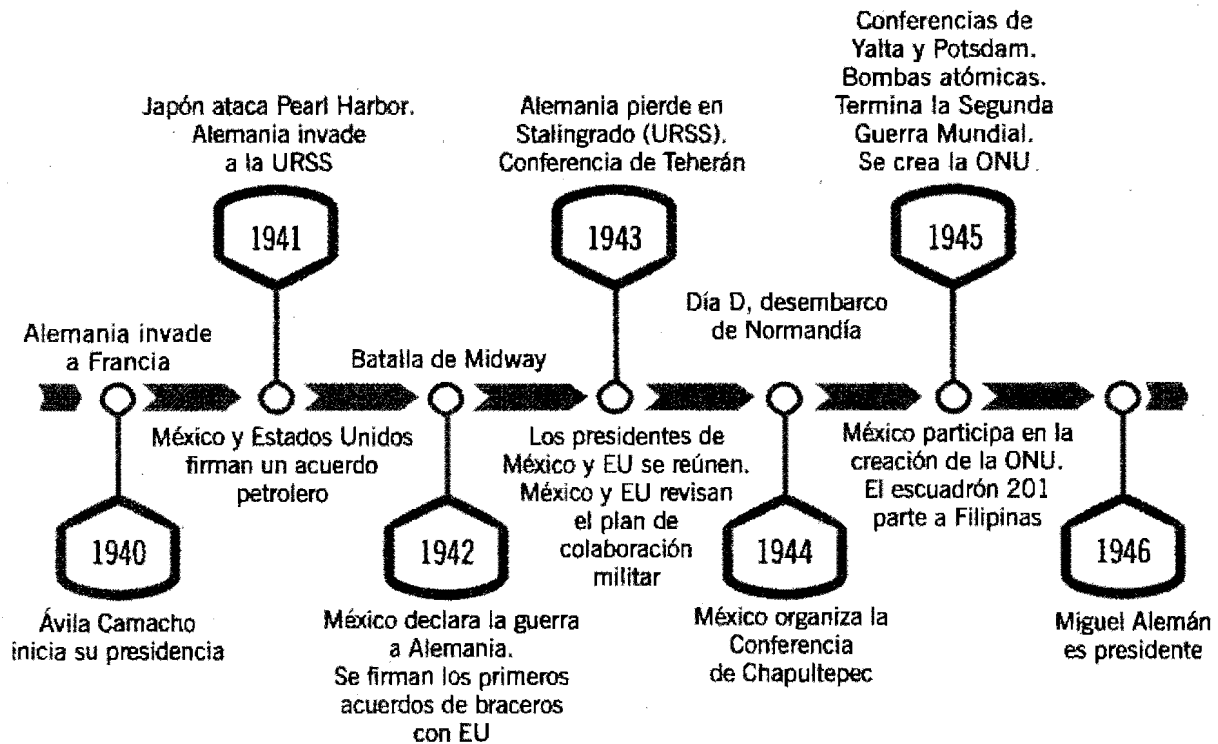 Alemania invade
a Francia
1940
Ávila Camacho
inicia su presidencia
Japón ataca Pearl Harbor.
Alemania invade
a la URSS
1941
México y Estados Unidos
firman un acuerdo
petrolero
Batalla de Midway
1942
México declara la guerra
a Alemania.
Se firman los primeros
acuerdos de braceros
con EU
Alemania pierde en
Stalingrado (URSS).
Conferencia de Teherán
1943
Los presidentes de
México y EU se reúnen.
México y EU revisan
el plan de
colaboración
militar
Día D, desembarco
de Normandía
1944
México organiza la
Conferencia
de Chapultepec
Conferencias de
Yalta y Potsdam.
Bombas atómicas.
Termina la Segunda
Guerra Mundial.
Se crea la ONU
1945
México participa en la
creación de la ONU.
El escuadrón 201
parte a Filipinas
1946
Miguel Alemán
es presidente